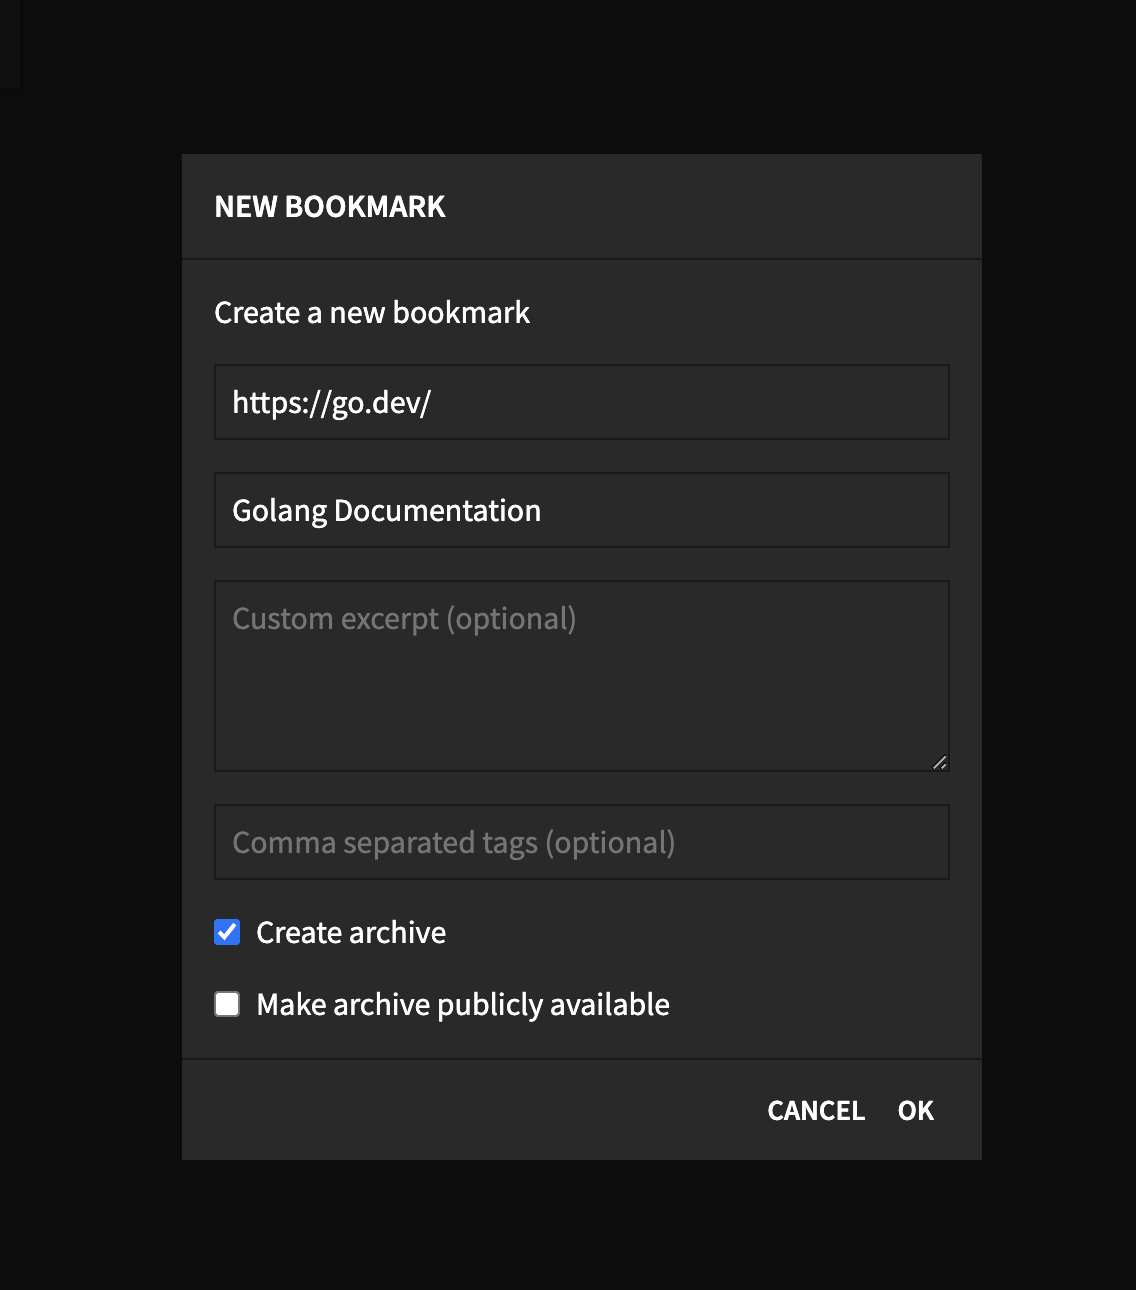 NEW BOOKMARK
Create a new bookmark
https://go.dev/
Golang Documentation
Custom excerpt (optional)
Comma separated tags (optional)
Create archive
Make archive publicly available
CANCEL OK